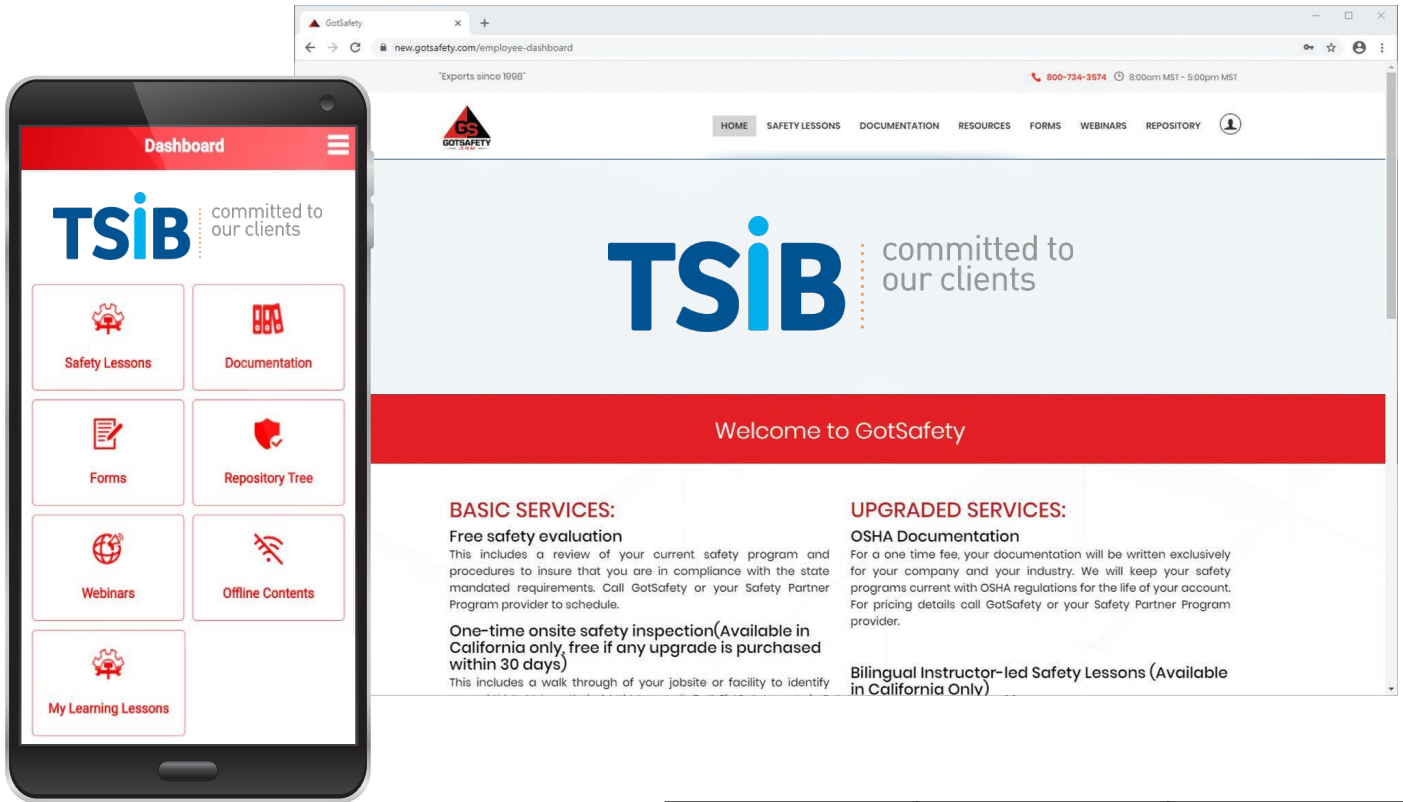 GotSafety
new.gotsafety.com/employee-dashboard
"Experts since 1998"
800-734-3574 8:00am MST - 5:00pm MST
GS
GOTSAFETY
.COM
HOME SAFETY LESSONS DOCUMENTATION RESOURCES FORMS WEBINARS REPOSITORY
TSiB
committed to
our clients
Welcome to GotSafety
BASIC SERVICES:
Free safety evaluation
This includes a review of your current safety program and
procedures to insure that you are in compliance with the state
mandated requirements. Call GotSafety or your Safety Partner
Program provider to schedule.
One-time onsite safety inspection(Available in
California only, free if any upgrade is purchased
within 30 days)
This includes a walk through of your jobsite or facility to identify
UPGRADED SERVICES:
OSHA Documentation
For a one time fee, your documentation will be written exclusively
for your company and your industry. We will keep your safety
programs current with OSHA regulations for the life of your account.
For pricing details call GotSafety or your Safety Partner Program
provider.
Bilingual Instructor-led Safety Lessons (Available
in California Only)
Dashboard
TSiB
committed to
our clients
Safety Lessons
Documentation
Forms
Repository Tree
Webinars
Offline Contents
My Learning Lessons